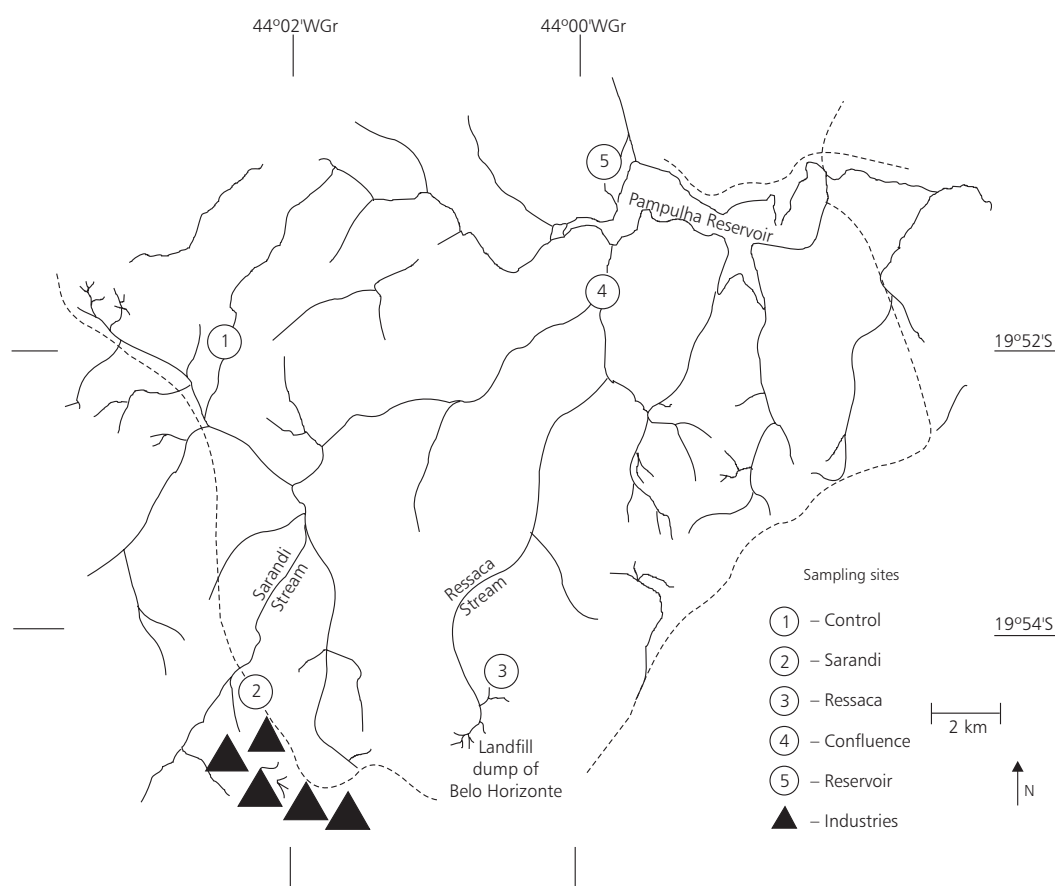 44º02'WGr
44º00'WGr
5
Pampulha Reservoir
4
1
19º52'S
Sarandi
Stream
Ressaca
Stream
2
3
Landfill
dump of
Belo Horizonte
19º54'S
Sampling sites
1 – Control
2 – Sarandi
3 – Ressaca
4 – Confluence
5 – Reservoir
– Industries
2 km
N